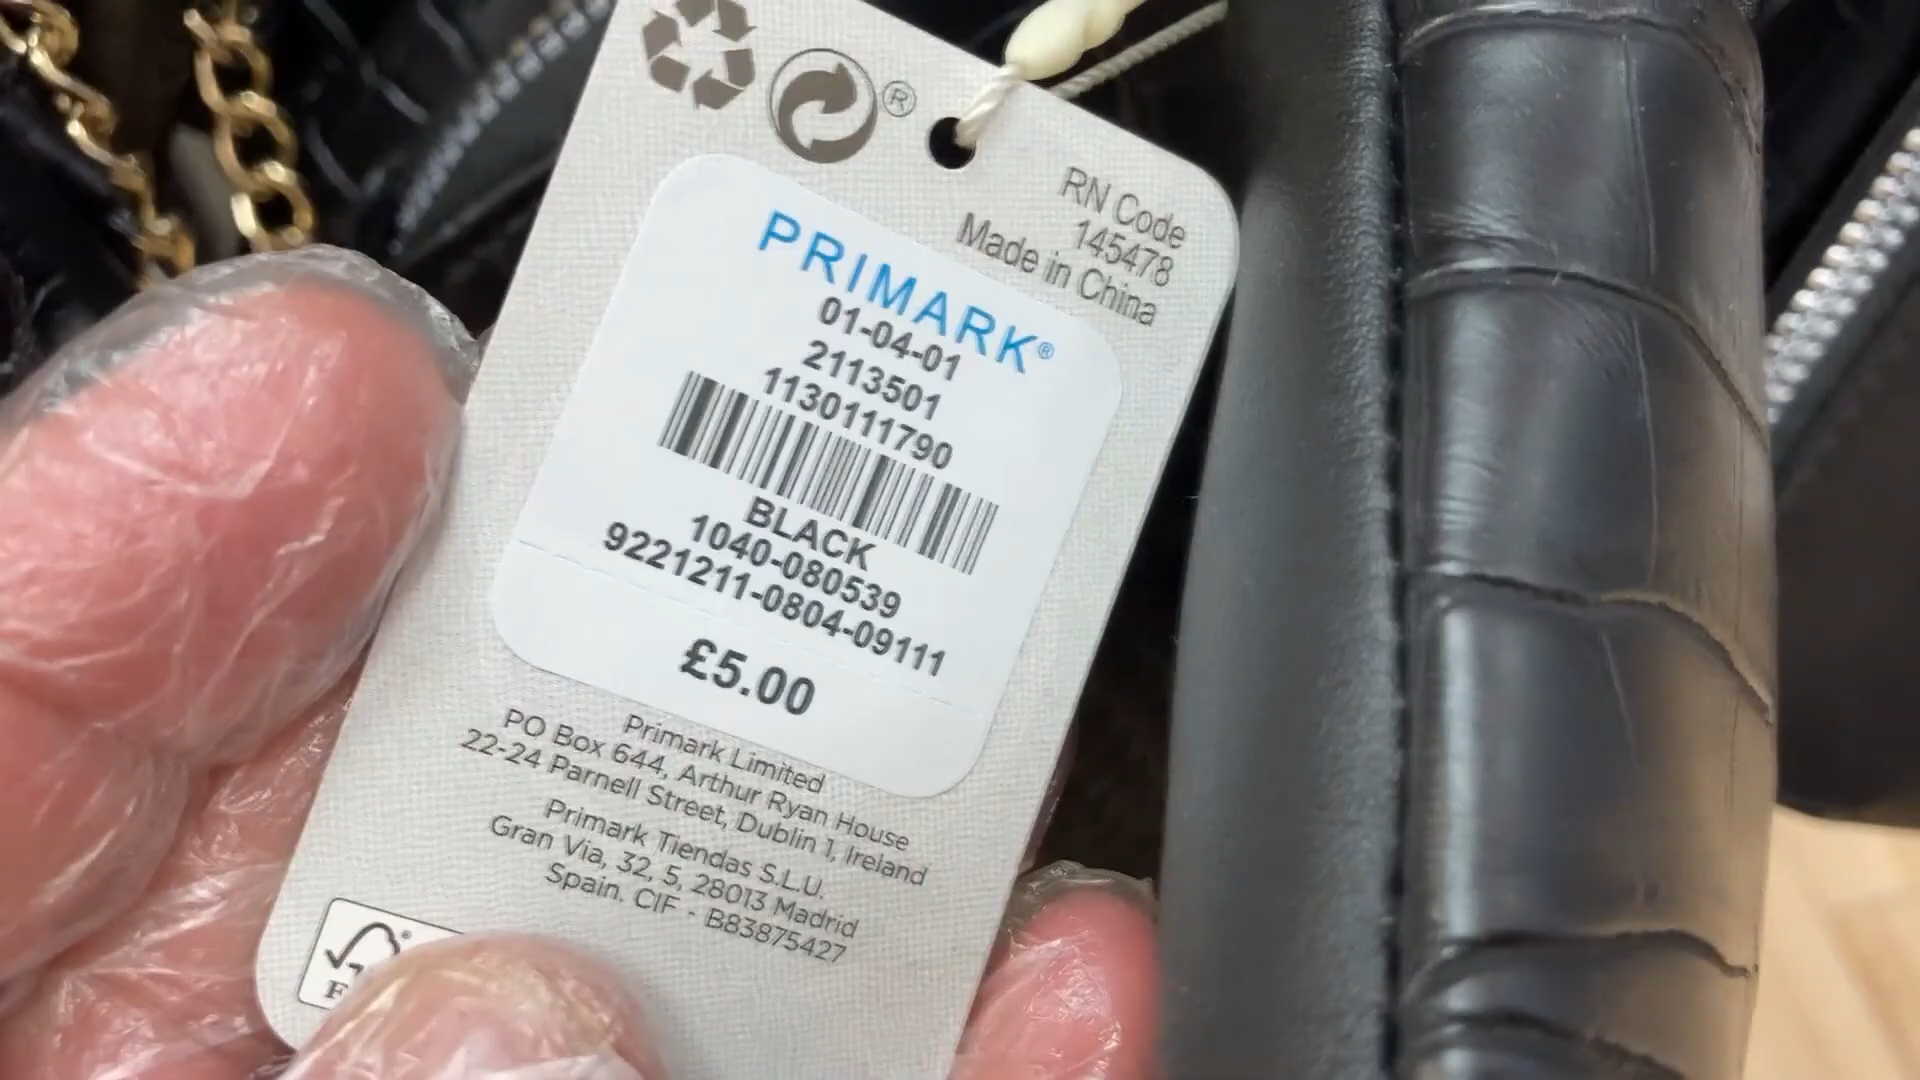 ®
RN Code
145478
Made in China
PRIMARK®
01-04-01
2113501
1130111790
BLACK
1040-080539
9221211-0804-09111
£5.00
Primark Limited
PO Box 644, Arthur Ryan House
22-24 Parnell Street, Dublin 1, Ireland
Primark Tiendas S.L.U.
Gran Via, 32, 5, 28013 Madrid
Spain. CIF - B83875427